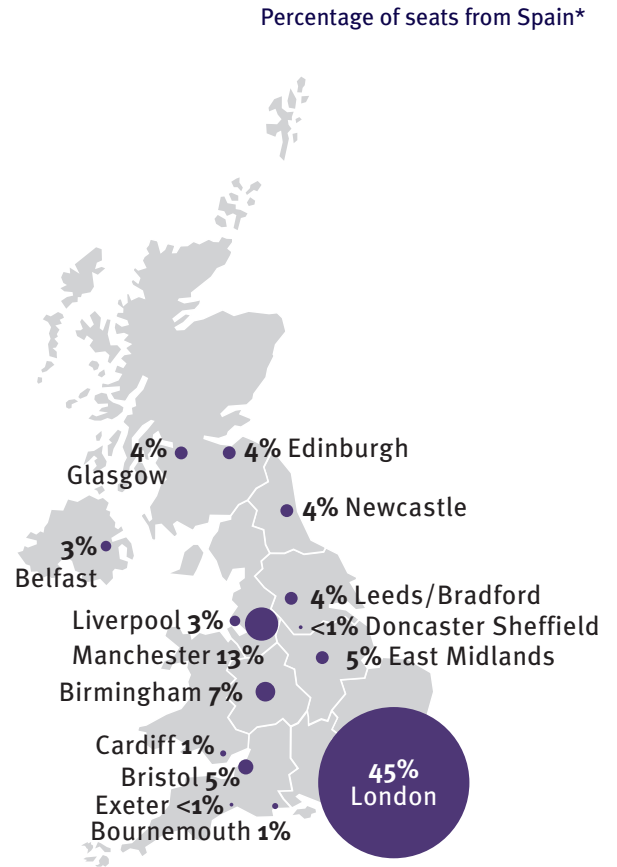 Percentage of seats from Spain*
4%
Glasgow
4% Edinburgh
4% Newcastle
3%
Belfast
4% Leeds/Bradford
Liverpool 3%
<1% Doncaster Sheffield
Manchester 13%
5% East Midlands
Birmingham 7%
Cardiff 1%
Bristol 5%
45%
London
Exeter <1%
Bournemouth 1%